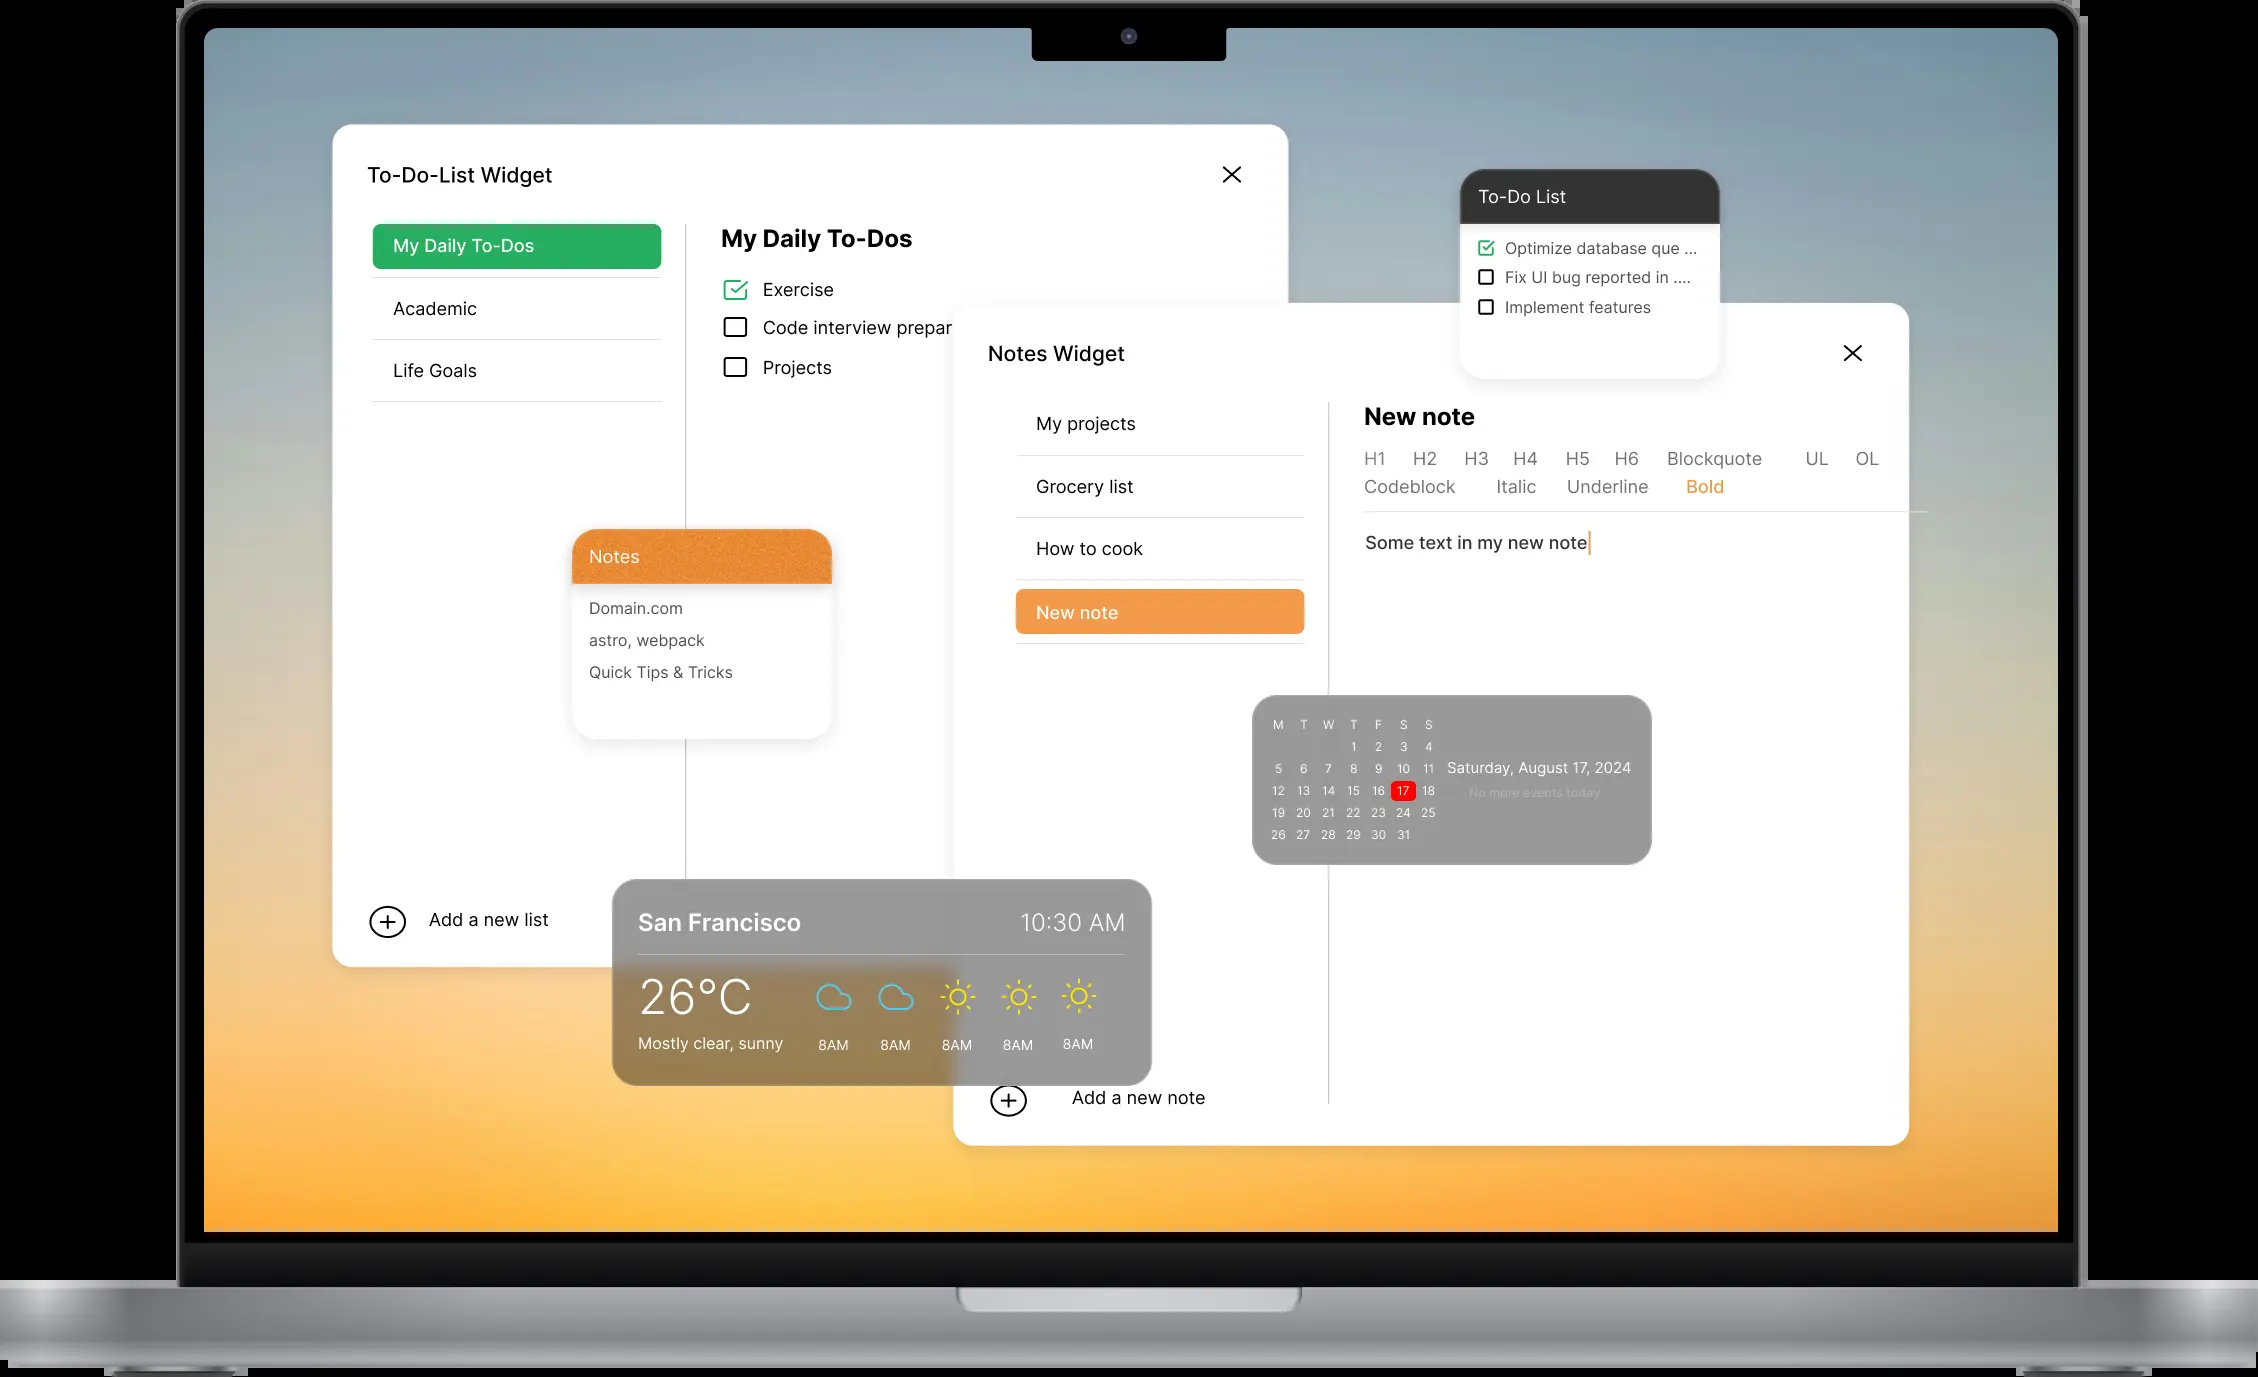 To-Do-List Widget
My Daily To-Dos
Academic
Life Goals
Add a new list
My Daily To-Dos
Exercise
Code interview prepar
Projects
To-Do List
Optimize database que ...
Fix UI bug reported in ....
Implement features
Notes
Domain.com
astro, webpack
Quick Tips & Tricks
Notes Widget
My projects
Grocery list
How to cook
New note
Add a new note
New note
H1 H2 H3 H4 H5 H6 Blockquote UL OL
Codeblock Italic Underline Bold
Some text in my new note
M T W T F S S
1 2 3 4
5 6 7 8 9 10 11
12 13 14 15 16 17 18
19 20 21 22 23 24 25
26 27 28 29 30 31
Saturday, August 17, 2024
No more events today
San Francisco 10:30 AM
26°C
Mostly clear, sunny
8AM 8AM 8AM 8AM 8AM